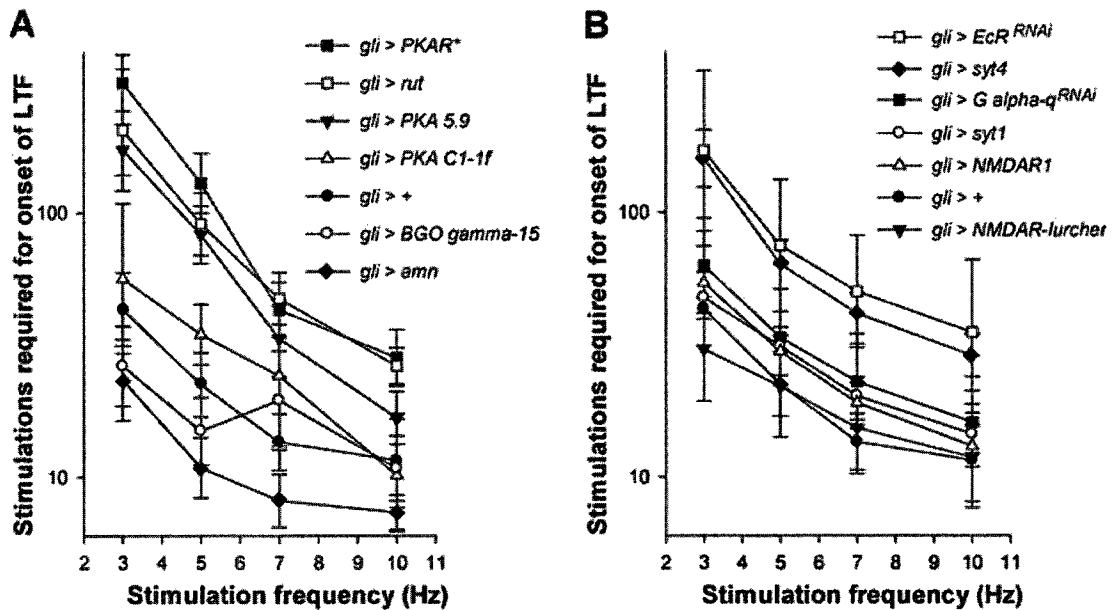 A
Stimulations required for onset of LTF
100
10
gli > PKAR*
gli > rut
gli > PKA 5.9
gli > PKA C1-1f
gli > +
gli > BGO gamma-15
gli > amn
2 3 4 5 6 7 8 9 10 11
Stimulation frequency (Hz)
B
Stimulations required for onset of LTF
100
10
gli > EcR RNAi
gli > syt4
gli > G alpha-q RNAi
gli > syt1
gli > NMDAR1
gli > +
gli > NMDAR-lurcher
2 3 4 5 6 7 8 9 10 11
Stimulation frequency (Hz)